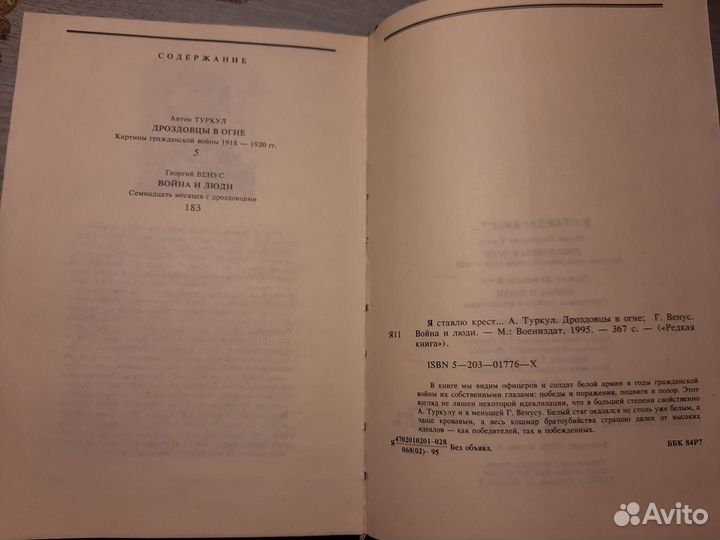 СОДЕРЖАНИЕ
Антон ТУРКУЛ
ДРОЗДОВЦЫ В ОГНЕ
Картины гражданской войны 1918 — 1920 гг.
5
Георгий ВЕНУС
ВОЙНА И ЛЮДИ
Семнадцать месяцев с дроздовцами
183
Я ставлю крест... А. Туркул. Дроздовцы в огне; Г. Венус.
Я11 Война и люди. — М.: Воениздат, 1995. — 367 с. — («Редкая
книга»).
ISBN 5—203—01776—X
В книге мы видим офицеров и солдат белой армии в годы гражданской
войны их собственными глазами: победы и поражения, подвиги и позор. Этот
взгляд не лишен некоторой идеализации, что в большей степени свойственно
А. Туркулу и в меньшей Г. Венусу. Белый стяг оказался не столь уже белым, а
чаще кровавым, а весь кошмар братоубийства страшно далек от высоких
идеалов — как победителей, так и побежденных.
Я 4702010201-028
068(02)- 95 Без объявл. ББК 84Р7
Avito